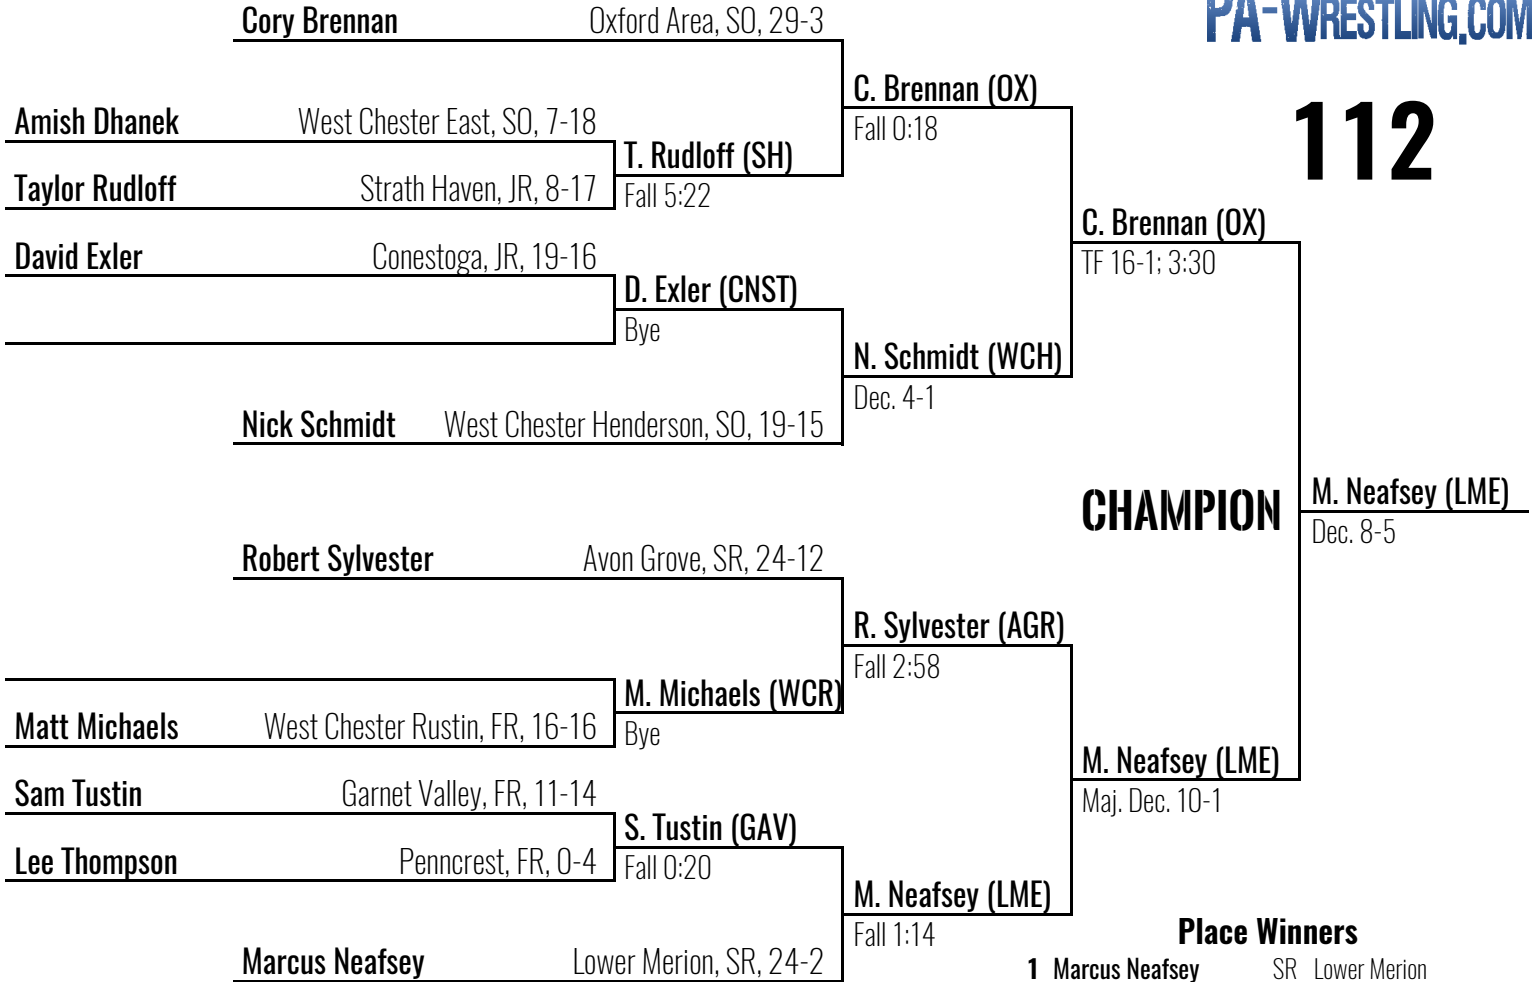 PA-WRESTLING.COM
112
Cory Brennan Oxford Area, SO, 29-3
Amish Dhanek West Chester East, SO, 7-18
Taylor Rudloff Strath Haven, JR, 8-17
David Exler Conestoga, JR, 19-16
Nick Schmidt West Chester Henderson, SO, 19-15
Robert Sylvester Avon Grove, SR, 24-12
Matt Michaels West Chester Rustin, FR, 16-16
Sam Tustin Garnet Valley, FR, 11-14
Lee Thompson Penncrest, FR, 0-4
Marcus Neafsey Lower Merion, SR, 24-2
T. Rudloff (SH)
Fall 5:22
D. Exler (CNST)
Bye
M. Michaels (WCR)
Bye
S. Tustin (GAV)
Fall 0:20
C. Brennan (OX)
Fall 0:18
N. Schmidt (WCH)
Dec. 4-1
R. Sylvester (AGR)
Fall 2:58
M. Neafsey (LME)
Fall 1:14
C. Brennan (OX)
TF 16-1; 3:30
M. Neafsey (LME)
Maj. Dec. 10-1
CHAMPION
M. Neafsey (LME)
Dec. 8-5
Place Winners
1 Marcus Neafsey SR Lower Merion